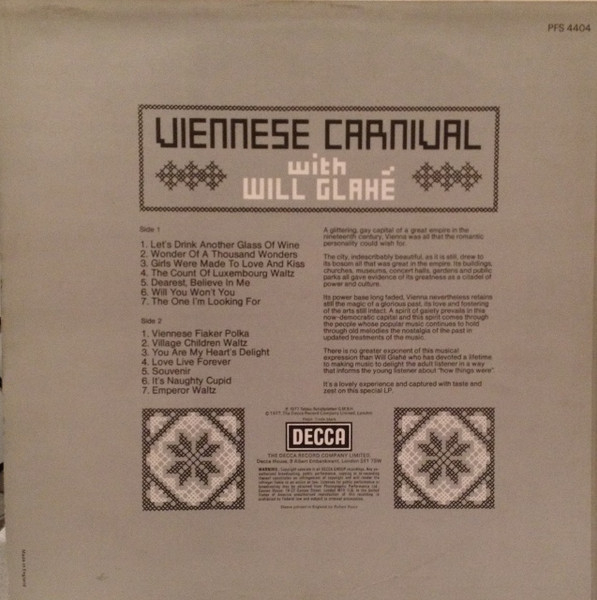 PFS 4404
VIENNESE CARNIVAL
with
WILL GLAHÉ
Side 1
1. Let's Drink Another Glass Of Wine
2. Wonder Of A Thousand Wonders
3. Girls Were Made To Love And Kiss
4. The Count Of Luxembourg Waltz
5. Dearest, Believe In Me
6. Will You Won't You
7. The One I'm Looking For
Side 2
1. Viennese Fiaker Polka
2. Village Children Waltz
3. You Are My Heart's Delight
4. Love Live Forever
5. Souvenir
6. It's Naughty Cupid
7. Emperor Waltz
A glittering, gay capital of a great empire in the
nineteenth century, Vienna was all that the romantic
personality could wish for.
The city, indescribably beautiful, as it is still, drew to
its bosom all that was great in the empire. Its buildings,
churches, museums, concert halls, gardens and public
parks all gave evidence of its greatness as a citadel of
power and culture.
Its power base long faded, Vienna nevertheless retains
still the magic of a glorious past, its love and fostering
of the arts still intact. A spirit of gaiety prevails in this
now-democratic capital and this spirit comes through
the people whose popular music continues to hold
through old melodies the nostalgia of the past in
updated treatments of the music.
There is no greater exponent of this musical
expression than Will Glahé who has devoted a lifetime
to making music to delight the adult listener in a way
that informs the young listener about "how things were".
It's a lovely experience and captured with taste and
zest on this special LP.
DECCA
THE DECCA RECORD COMPANY LIMITED,
Decca House, 9 Albert Embankment, London SE1 7SW
Made in England